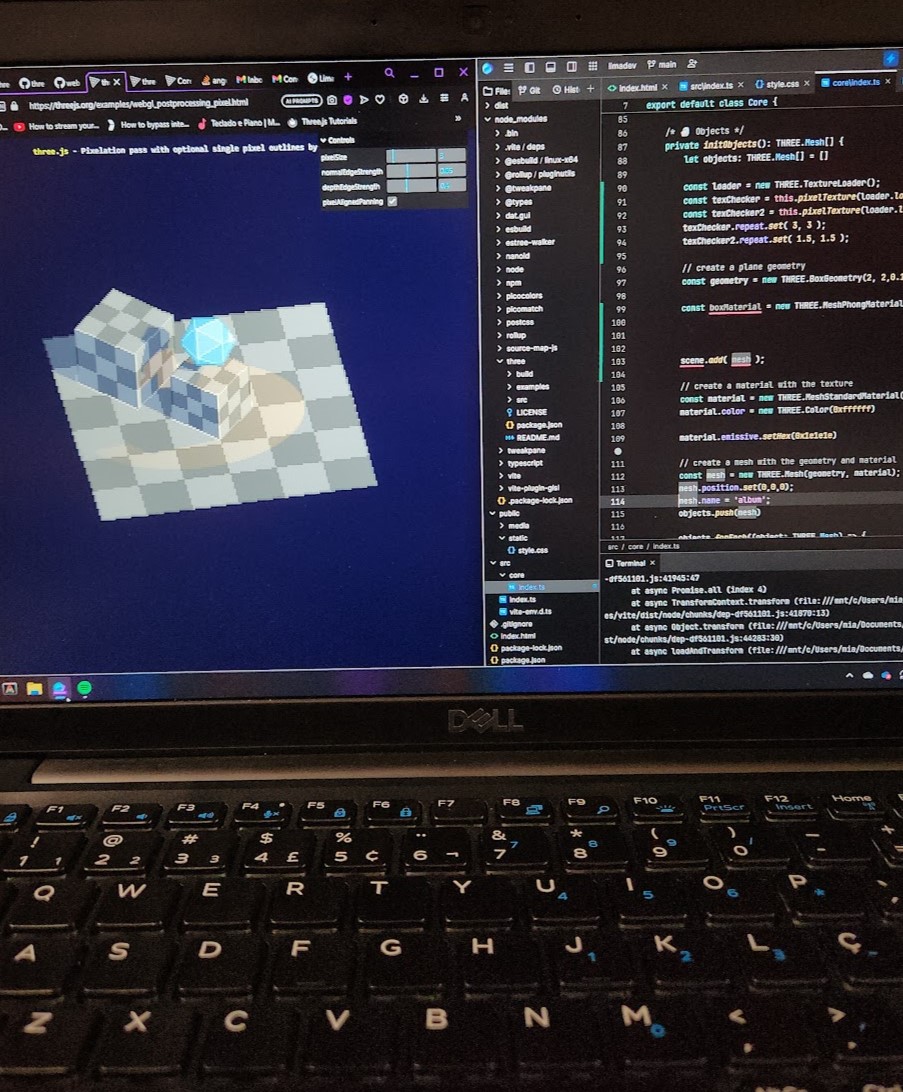 thre
web
th
thre
Con
ang
Inbc
Con
Lima
https://threejs.org/examples/webgl_postprocessing_pixel.html
AI PROMPTS
How to stream your...
How to bypass inte...
Teclado e Piano | M...
Three.js Tutorials
three.js - Pixelation pass with optional single pixel outlines by
Controls
pixelSize
normalEdgeStrength
depthEdgeStrength
pixelAlignedPanning
limadev
main
Files
Git
Hist
index.html
src\index.ts
style.css
core\index.ts
dist
node_modules
.bin
.vite / deps
@esbuild / linux-x64
@rollup / pluginutils
@tweakpane
@types
dat.gui
esbuild
estree-walker
nanoid
node
npm
picocolors
picomatch
postcss
rollup
source-map-js
three
build
examples
src
LICENSE
package.json
README.md
tweakpane
typescript
vite
vite-plugin-glsl
.package-lock.json
public
media
static
style.css
src
core
index.ts
index.ts
vite-env.d.ts
.gitignore
index.html
package-lock.json
package.json
7 export default class Core {
85
86 /* Objects */
87 private initObjects(): THREE.Mesh[] {
88 let objects: THREE.Mesh[] = []
89
90 const loader = new THREE.TextureLoader();
91 const texChecker = this.pixelTexture(loader.lo
92 const texChecker2 = this.pixelTexture(loader.l
93 texChecker.repeat.set( 3, 3 );
94 texChecker2.repeat.set( 1.5, 1.5 );
95
96 // create a plane geometry
97 const geometry = new THREE.BoxGeometry(2, 2,0.1
98
99 const boxMaterial = new THREE.MeshPhongMaterial
100
101
102
103 scene.add( mesh );
104
105 // create a material with the texture
106 const material = new THREE.MeshStandardMaterial(
107 material.color = new THREE.Color(0xffffff)
108
109 material.emissive.setHex(0x1e1e1e)
111 // create a mesh with the geometry and material
112 const mesh = new THREE.Mesh(geometry, material);
113 mesh.position.set(0,0,0);
114 mesh.name = 'album';
115 objects.push(mesh)
116
objects.forEach((object: THREE.Mesh) => {
src / core / index.ts
Terminal
-df561101.js:41945:47
at async Promise.all (index 4)
at async TransformContext.transform (file:///mnt/c/Users/mia
es/vite/dist/node/chunks/dep-df561101.js:41870:13)
at async Object.transform (file:///mnt/c/Users/mia/Documents/
st/node/chunks/dep-df561101.js:44283:30)
at async loadAndTransform (file:///mnt/c/Users/mia/Documents/
DELL
F1 F2 F3 F4 F5 F6 F7 F8 F9 F10 F11 F12 Home
PrtScr Insert
! @ # $ % ¨ & * ( ) _ +
1 1 2 2 3 3 4 £ 5 ¢ 6 ¬ 7 7 8 8 9 9 0 -
Q W E R T Y U 4 I 5 O 6 P *
A S D F G H J 1 K 2 L 3 Ç -
Z X C V B N M 0 < , > .